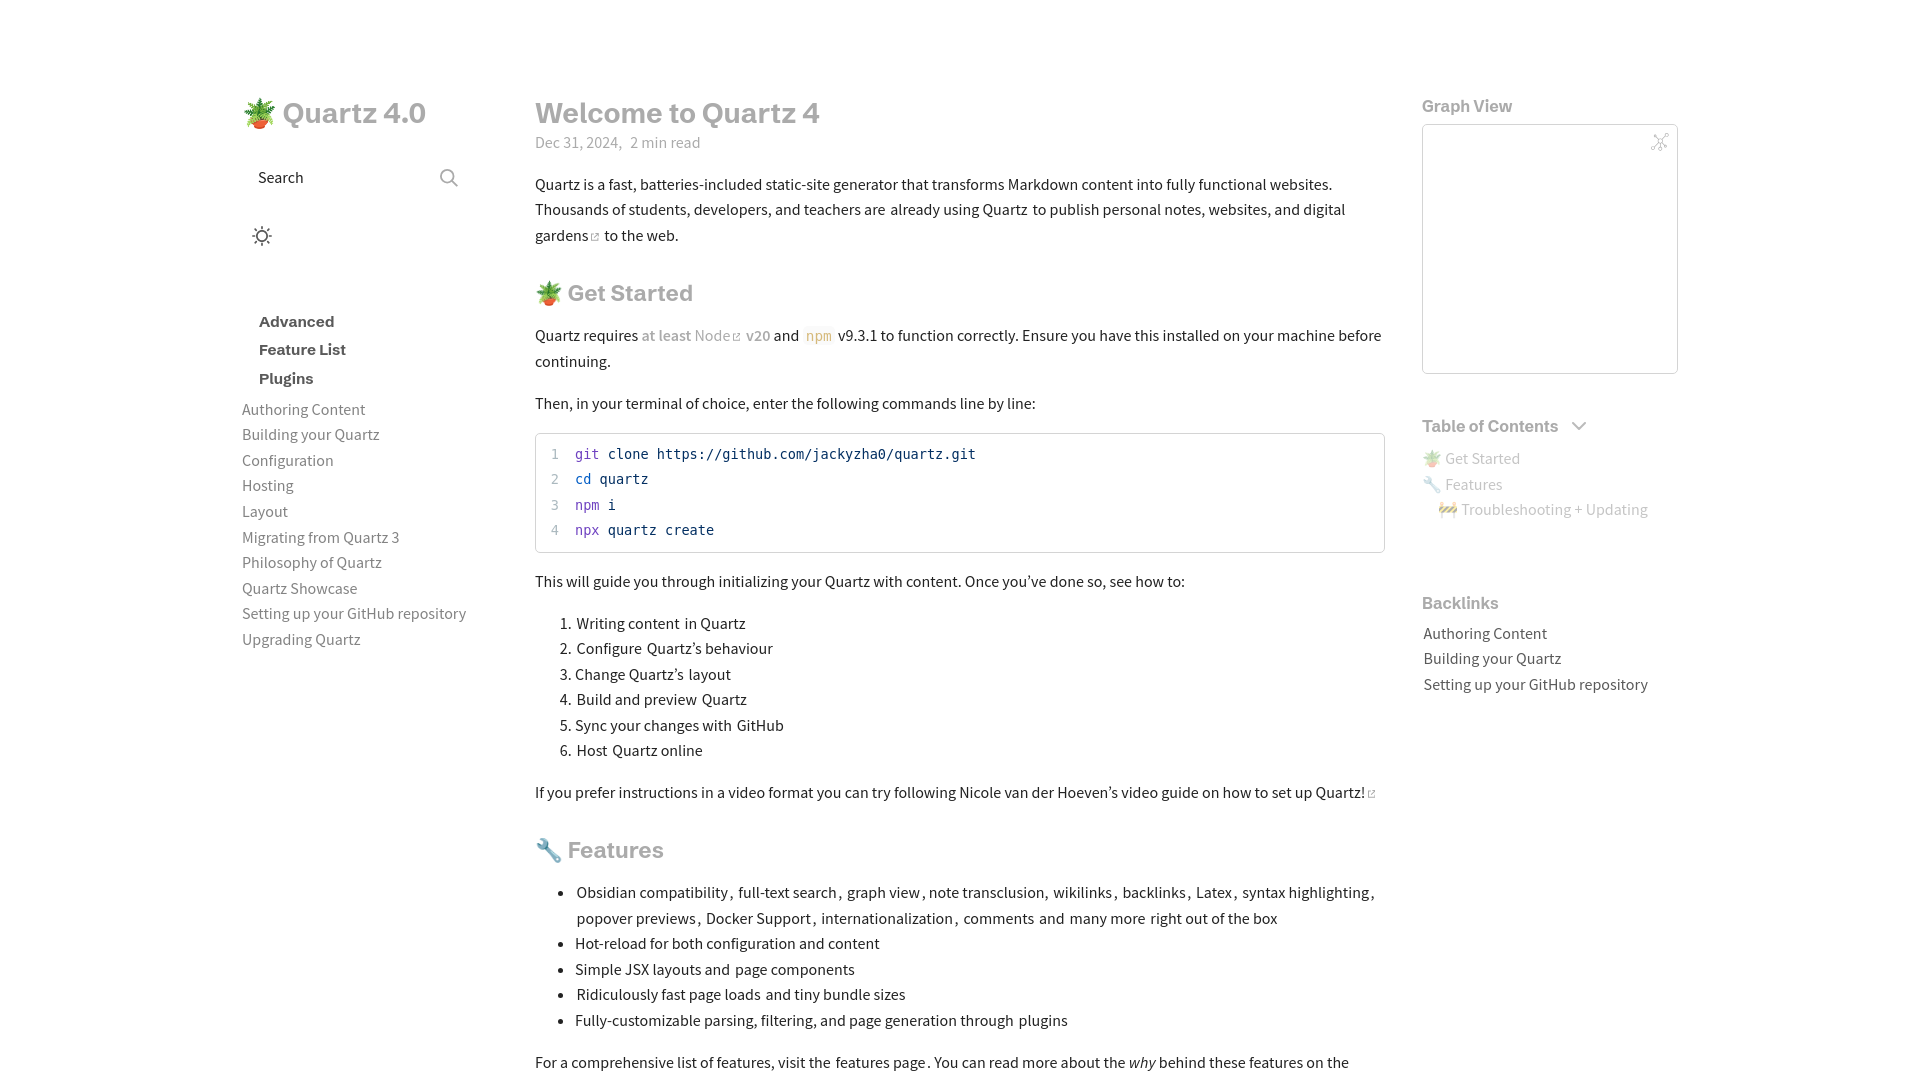 🪴 Quartz 4.0
Search
Advanced
Feature List
Plugins
Authoring Content
Building your Quartz
Configuration
Hosting
Layout
Migrating from Quartz 3
Philosophy of Quartz
Quartz Showcase
Setting up your GitHub repository
Upgrading Quartz
Welcome to Quartz 4
Dec 31, 2024, 2 min read
Quartz is a fast, batteries-included static-site generator that transforms Markdown content into fully functional websites.
Thousands of students, developers, and teachers are already using Quartz to publish personal notes, websites, and digital
gardens to the web.
🪴 Get Started
Quartz requires at least Node v20 and npm v9.3.1 to function correctly. Ensure you have this installed on your machine before
continuing.
Then, in your terminal of choice, enter the following commands line by line:
1 git clone https://github.com/jackyzha0/quartz.git
2 cd quartz
3 npm i
4 npx quartz create
This will guide you through initializing your Quartz with content. Once you’ve done so, see how to:
1. Writing content in Quartz
2. Configure Quartz’s behaviour
3. Change Quartz’s layout
4. Build and preview Quartz
5. Sync your changes with GitHub
6. Host Quartz online
If you prefer instructions in a video format you can try following Nicole van der Hoeven’s video guide on how to set up Quartz!
🔧 Features
• Obsidian compatibility, full-text search, graph view, note transclusion, wikilinks, backlinks, Latex, syntax highlighting,
popover previews, Docker Support, internationalization, comments and many more right out of the box
• Hot-reload for both configuration and content
• Simple JSX layouts and page components
• Ridiculously fast page loads and tiny bundle sizes
• Fully-customizable parsing, filtering, and page generation through plugins
For a comprehensive list of features, visit the features page. You can read more about the why behind these features on the
Graph View
Table of Contents
🪴 Get Started
🔧 Features
🚧 Troubleshooting + Updating
Backlinks
Authoring Content
Building your Quartz
Setting up your GitHub repository